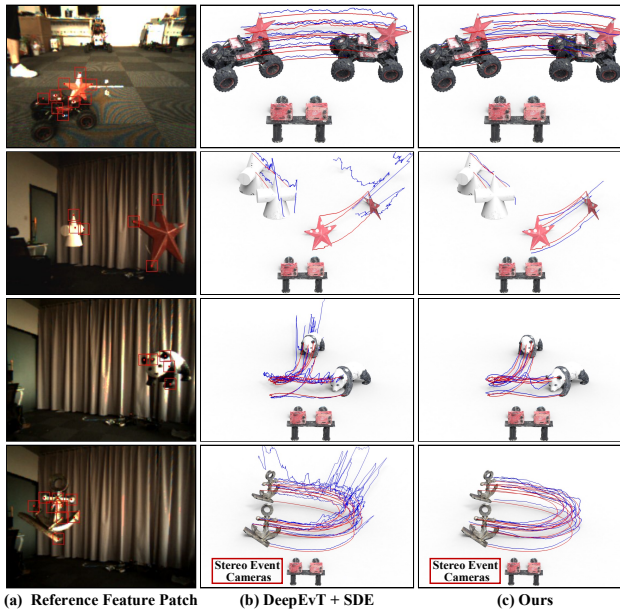 Stereo Event
Cameras
Stereo Event
Cameras
(a) Reference Feature Patch
(b) DeepEvT + SDE
(c) Ours